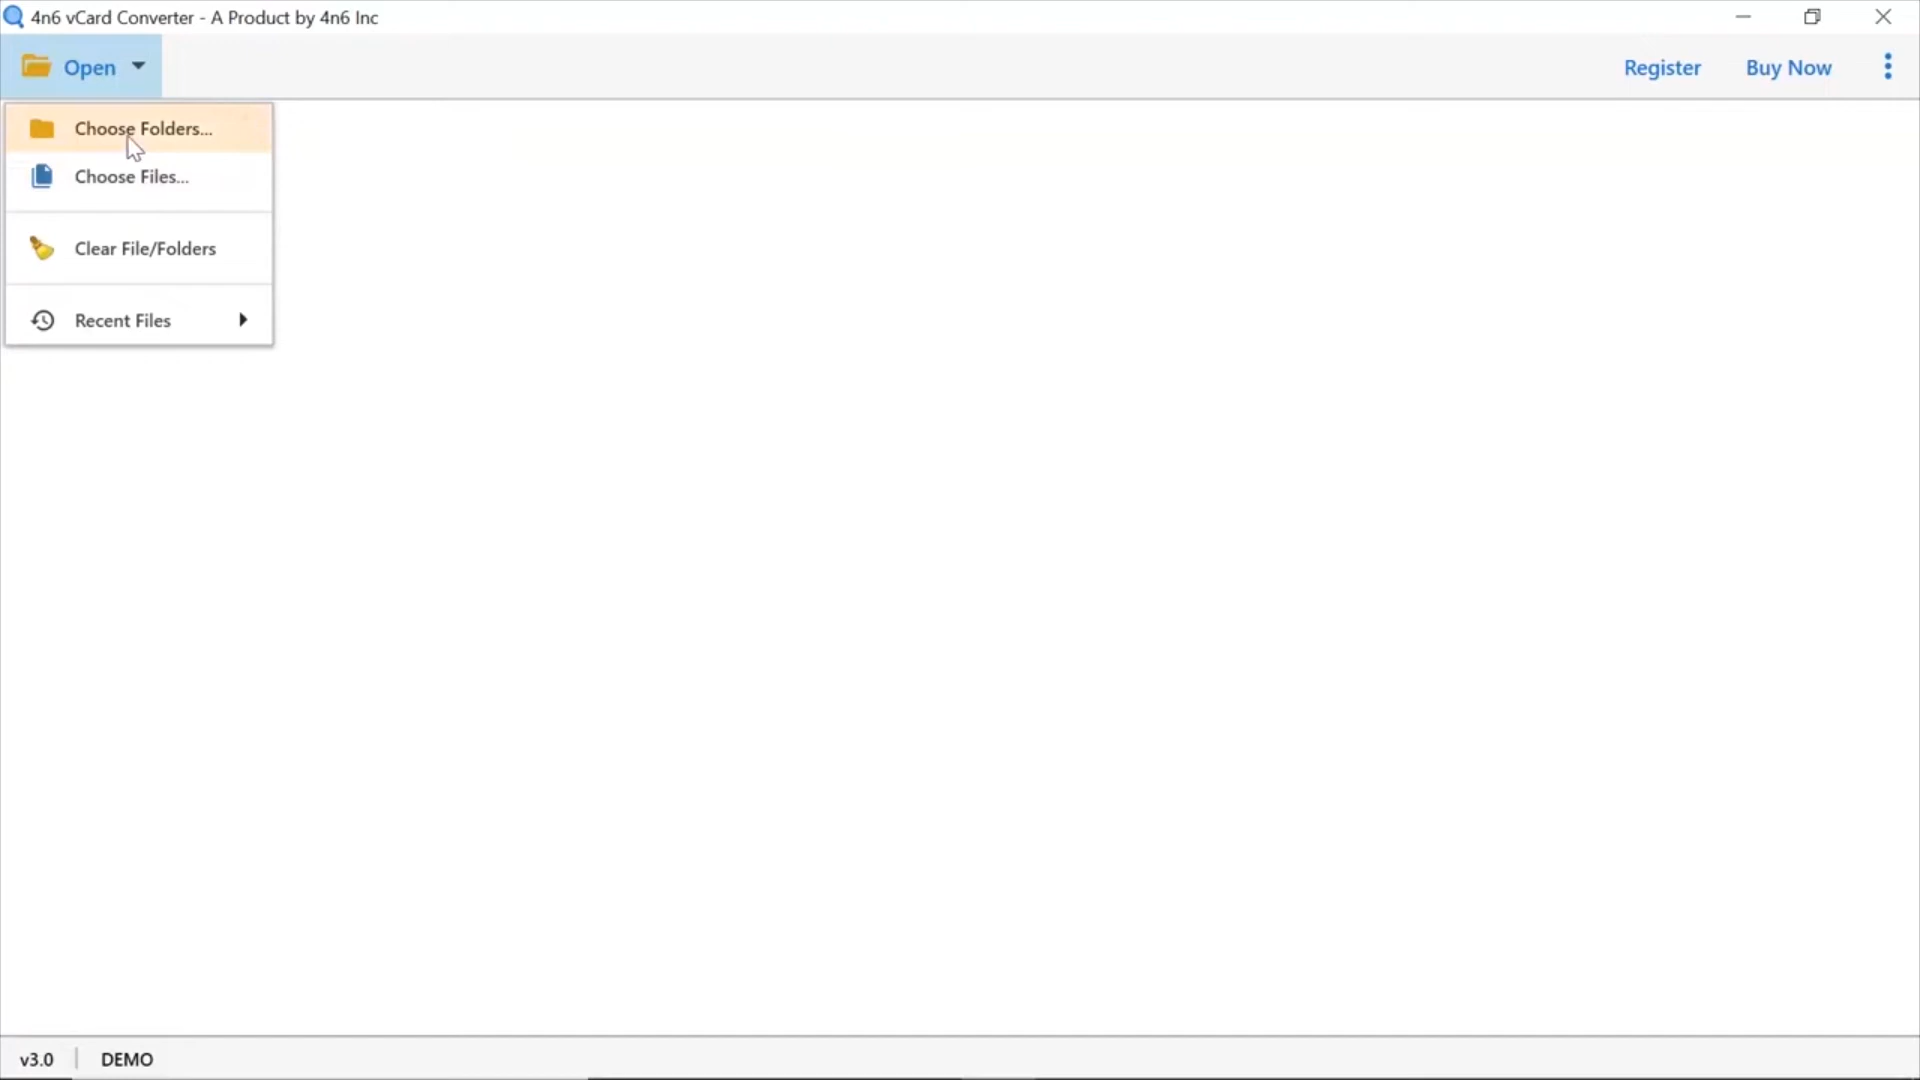 4n6 vCard Converter - A Product by 4n6 Inc
Open
Register
Buy Now
Choose Folders...
Choose Files...
Clear File/Folders
Recent Files
v3.0
DEMO